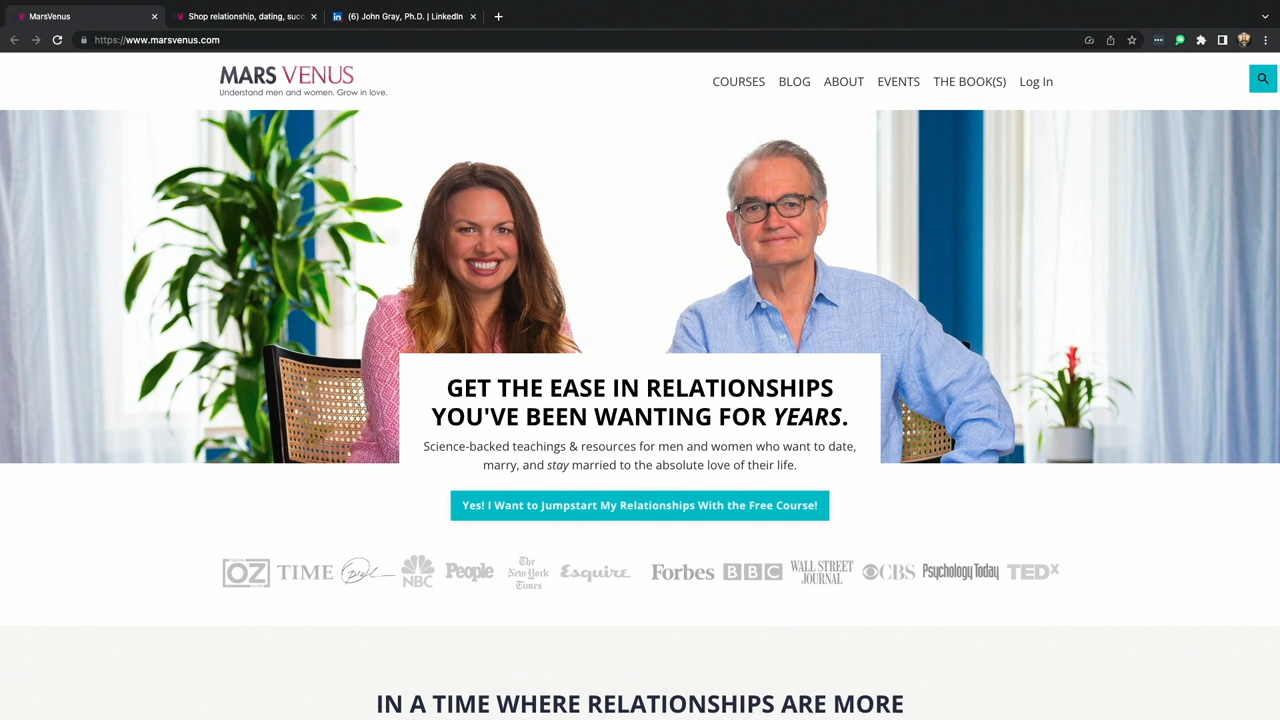 MarsVenus
Shop relationship, dating, succ
(6) John Gray, Ph.D. | LinkedIn
https://www.marsvenus.com
MARS VENUS
Understand men and women. Grow in love.
COURSES BLOG ABOUT EVENTS THE BOOK(S) Log In
GET THE EASE IN RELATIONSHIPS
YOU'VE BEEN WANTING FOR YEARS.
Science-backed teachings & resources for men and women who want to date,
marry, and stay married to the absolute love of their life.
Yes! I Want to Jumpstart My Relationships With the Free Course!
OZ TIME Oprah NBC People The New York Times Esquire Forbes BBC WALL STREET JOURNAL CBS Psychology Today TEDx
IN A TIME WHERE RELATIONSHIPS ARE MORE